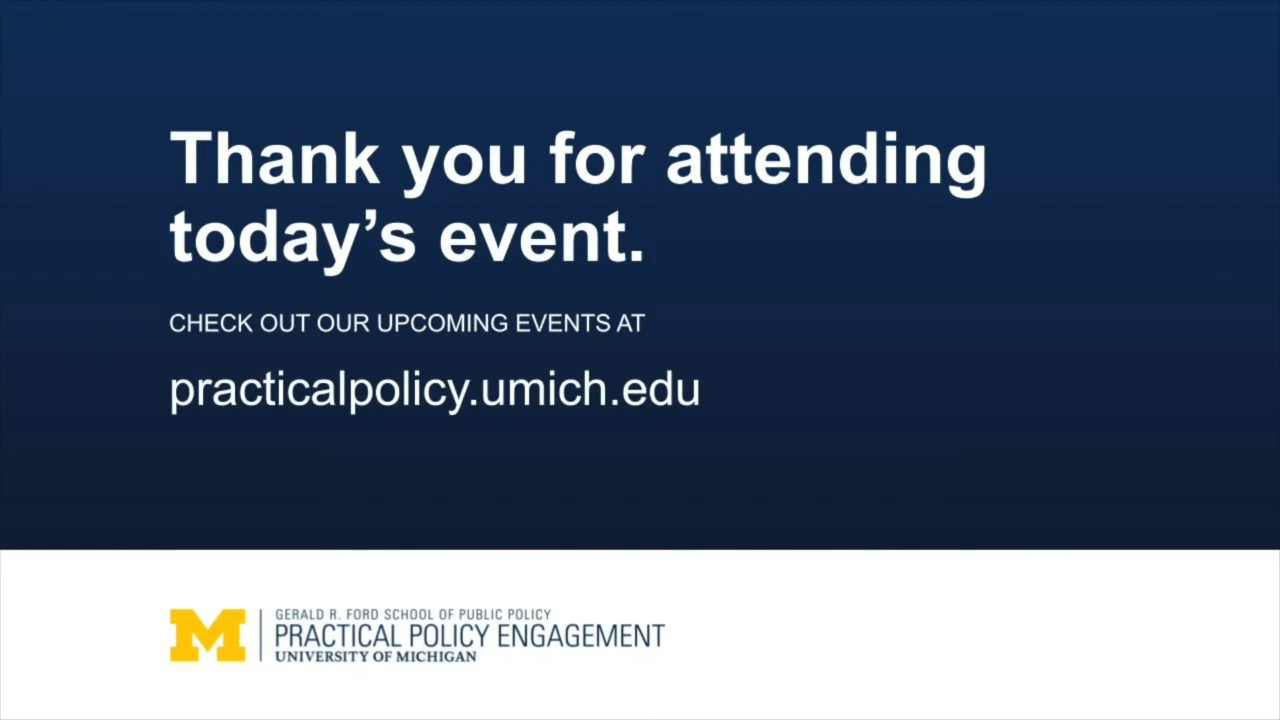 Thank you for attending
today’s event.
CHECK OUT OUR UPCOMING EVENTS AT
practicalpolicy.umich.edu
M
GERALD R. FORD SCHOOL OF PUBLIC POLICY
PRACTICAL POLICY ENGAGEMENT
UNIVERSITY OF MICHIGAN